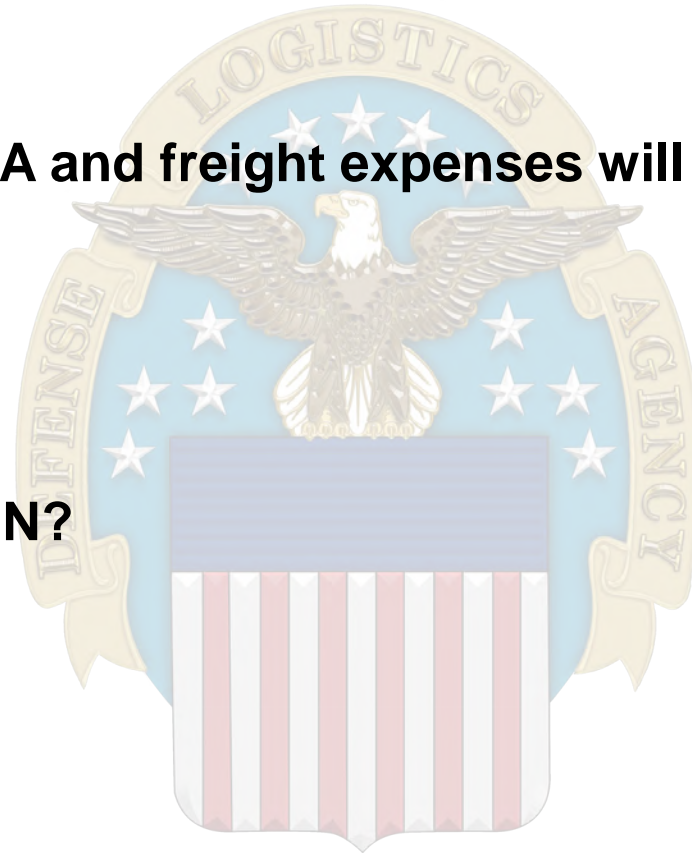 LOGISTICS
A and freight expenses will
DEFENSE
AGENCY
N?